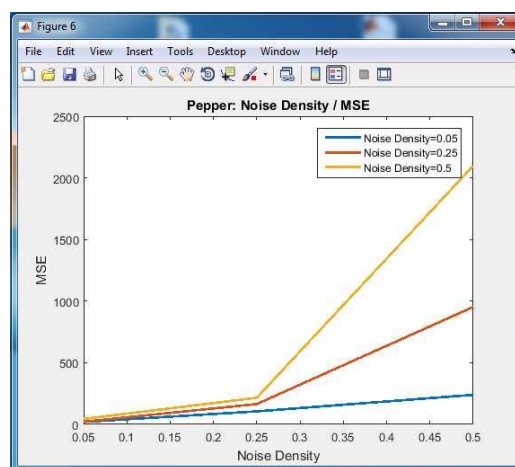 Figure 6
File Edit View Insert Tools Desktop Window Help
Pepper: Noise Density / MSE
2500
Noise Density=0.05
Noise Density=0.25
Noise Density=0.5
2000
1500
MSE
1000
500
0
0.05 0.1 0.15 0.2 0.25 0.3 0.35 0.4 0.45 0.5
Noise Density